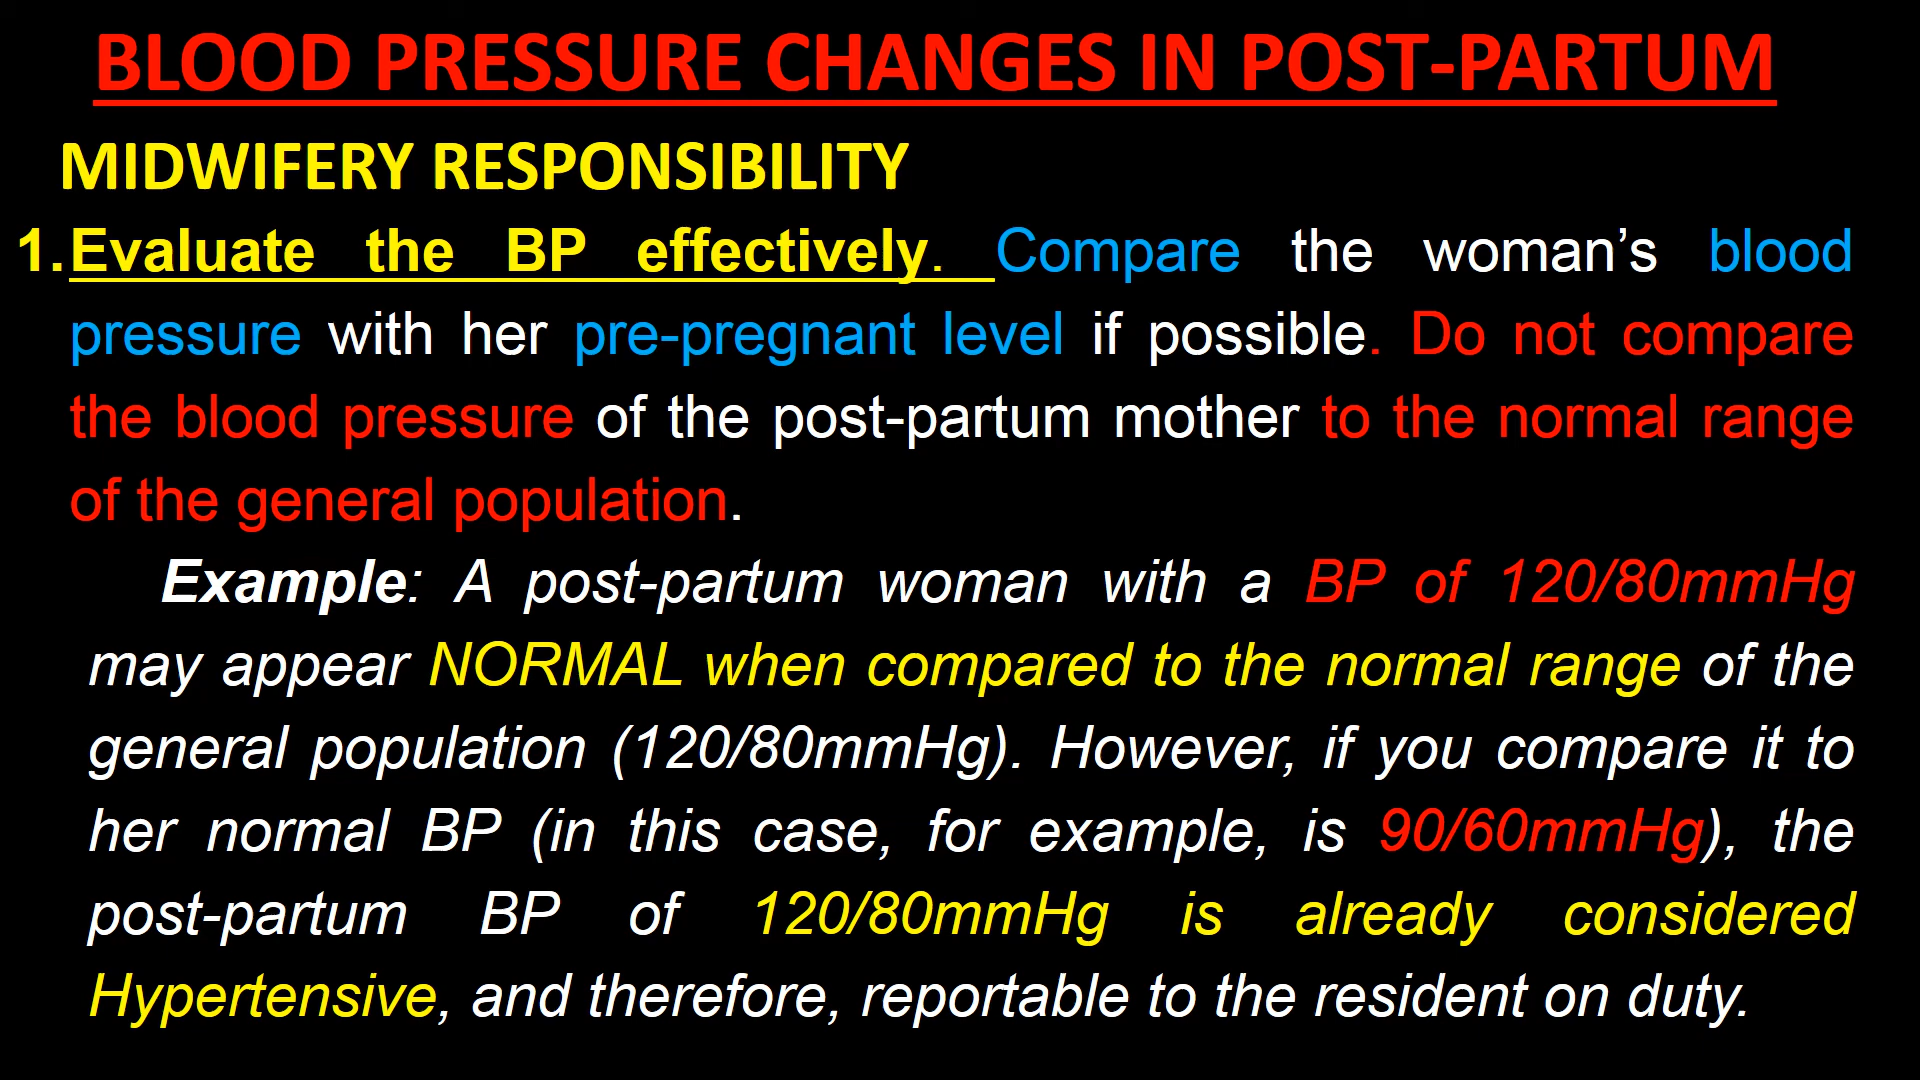 BLOOD PRESSURE CHANGES IN POST-PARTUM
MIDWIFERY RESPONSIBILITY
1. Evaluate the BP effectively. Compare the woman’s blood
pressure with her pre-pregnant level if possible. Do not compare
the blood pressure of the post-partum mother to the normal range
of the general population.
Example: A post-partum woman with a BP of 120/80mmHg
may appear NORMAL when compared to the normal range of the
general population (120/80mmHg). However, if you compare it to
her normal BP (in this case, for example, is 90/60mmHg), the
post-partum BP of 120/80mmHg is already considered
Hypertensive, and therefore, reportable to the resident on duty.